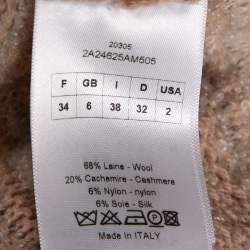 20305
2A24625AM505
F GB I D USA
34 6 38 32 2
68% Laine - Wool
20% Cachemire - Cashmere
6% Nylon - nylon
6% Soie - Silk
Made In ITALY